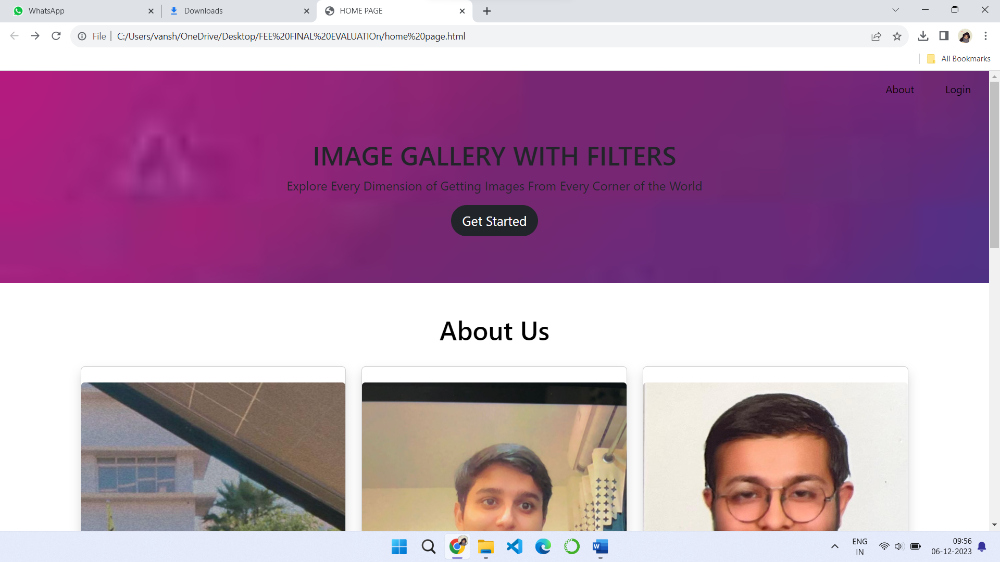 WhatsApp
Downloads
HOME PAGE
File
C:/Users/vansh/OneDrive/Desktop/FEE%20FINAL%20EVALUATIOn/home%20page.html
All Bookmarks
About Login
IMAGE GALLERY WITH FILTERS
Explore Every Dimension of Getting Images From Every Corner of the World
Get Started
About Us
W
ENG
IN
09:56
06-12-2023